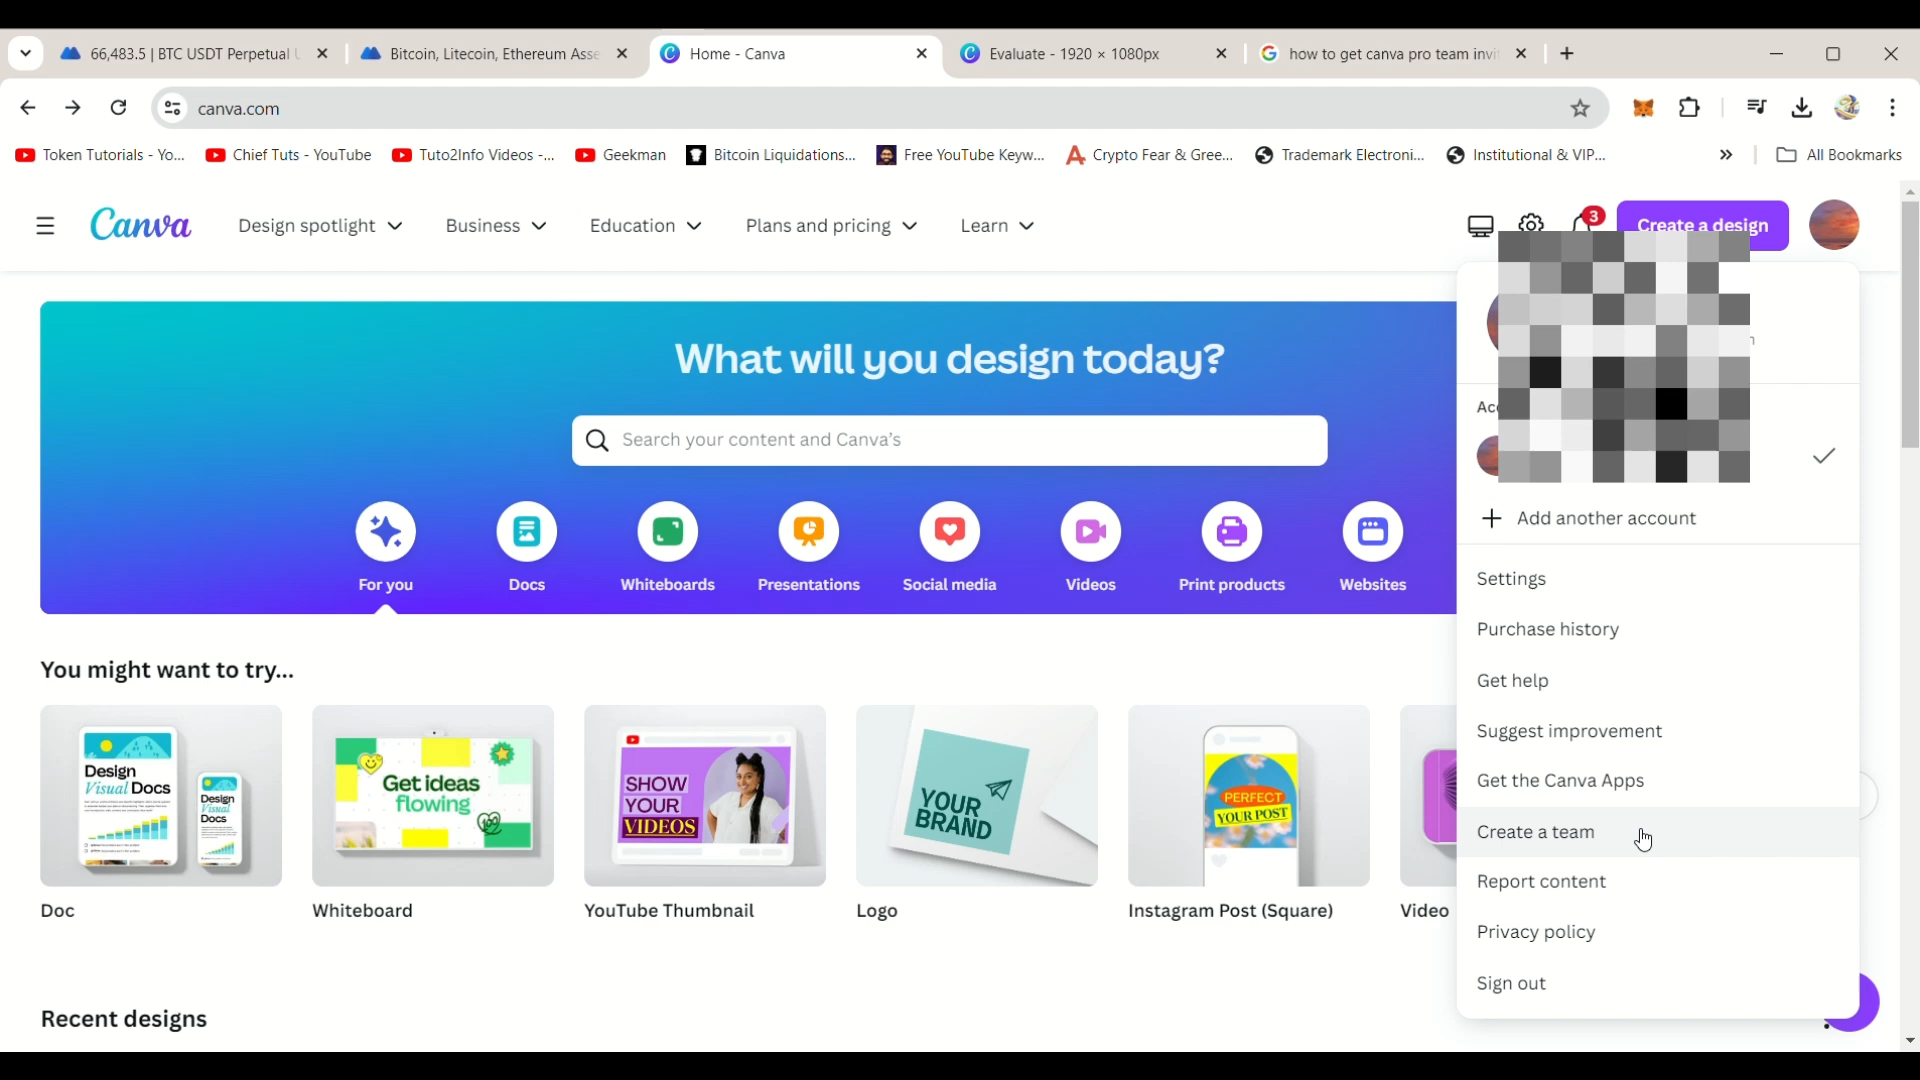 66,483.5 | BTC USDT Perpetual
Bitcoin, Litecoin, Ethereum Asse
Home - Canva
Evaluate - 1920 × 1080px
how to get canva pro team invi
canva.com
Token Tutorials - Yo...
Chief Tuts - YouTube
Tuto2Info Videos -...
Geekman
Bitcoin Liquidations...
Free YouTube Keyw...
Crypto Fear & Gree...
Trademark Electroni...
Institutional & VIP...
All Bookmarks
Canva
Design spotlight
Business
Education
Plans and pricing
Learn
3
Create a design
What will you design today?
Search your content and Canva's
For you
Docs
Whiteboards
Presentations
Social media
Videos
Print products
Websites
Add another account
Settings
Purchase history
Get help
Suggest improvement
Get the Canva Apps
Create a team
Report content
Privacy policy
Sign out
You might want to try...
Design
Visual Docs
Design
Visual
Docs
Get ideas
flowing
SHOW
YOUR
VIDEOS
YOUR
BRAND
PERFECT
YOUR POST
Doc
Whiteboard
YouTube Thumbnail
Logo
Instagram Post (Square)
Video
Recent designs